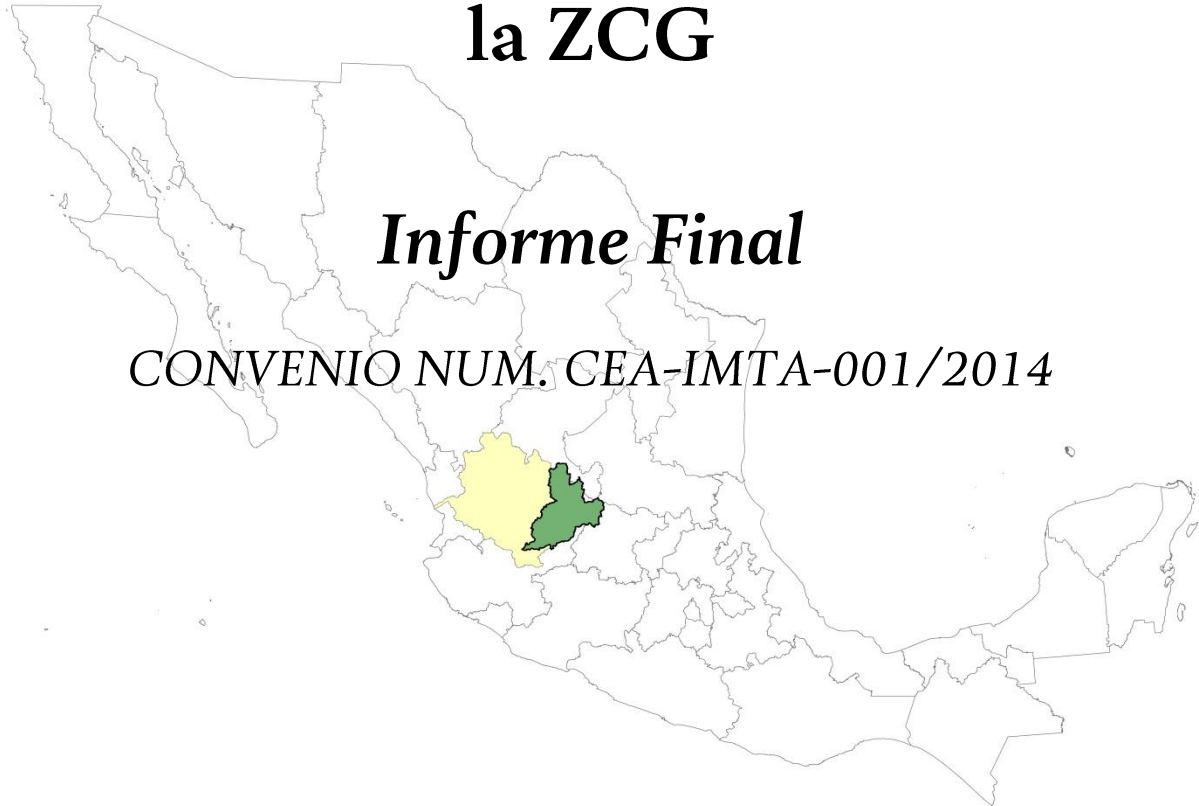 la ZCG
Informe Final
CONVENIO NUM. CEA-IMTA-001/2014